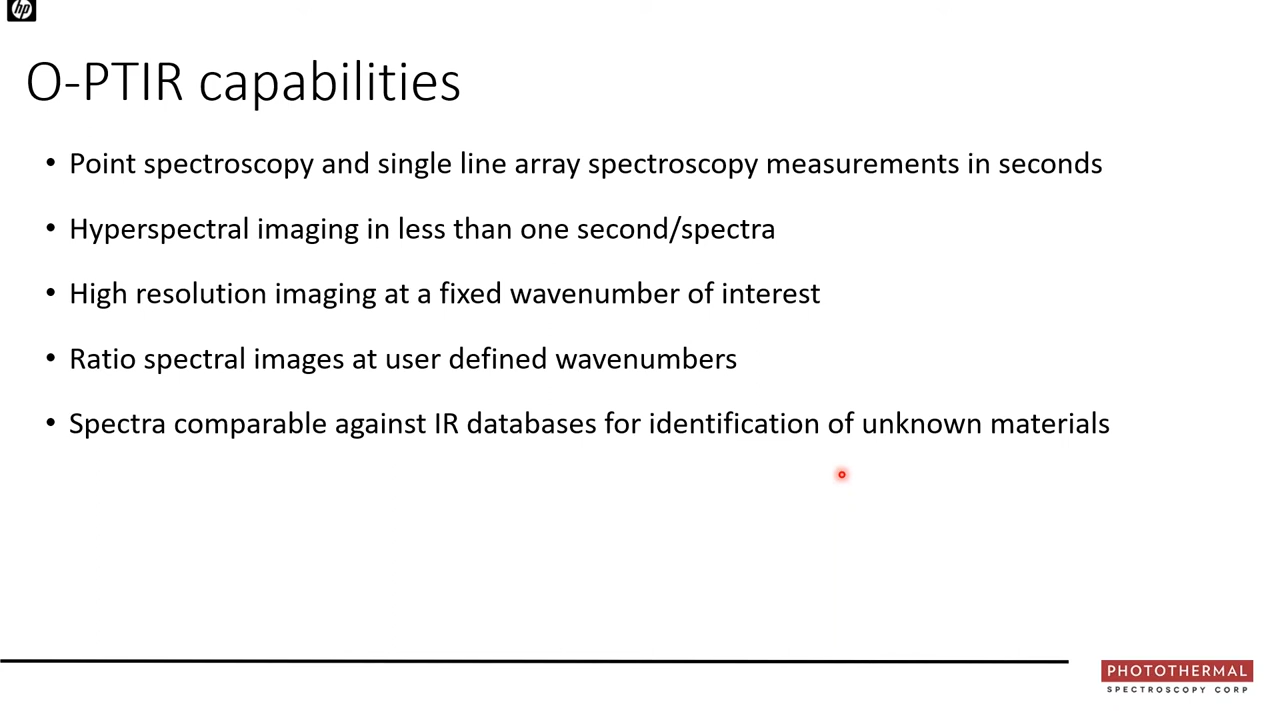 hp
O-PTIR capabilities
• Point spectroscopy and single line array spectroscopy measurements in seconds
• Hyperspectral imaging in less than one second/spectra
• High resolution imaging at a fixed wavenumber of interest
• Ratio spectral images at user defined wavenumbers
• Spectra comparable against IR databases for identification of unknown materials
PHOTOTHERMAL
SPECTROSCOPY CORP